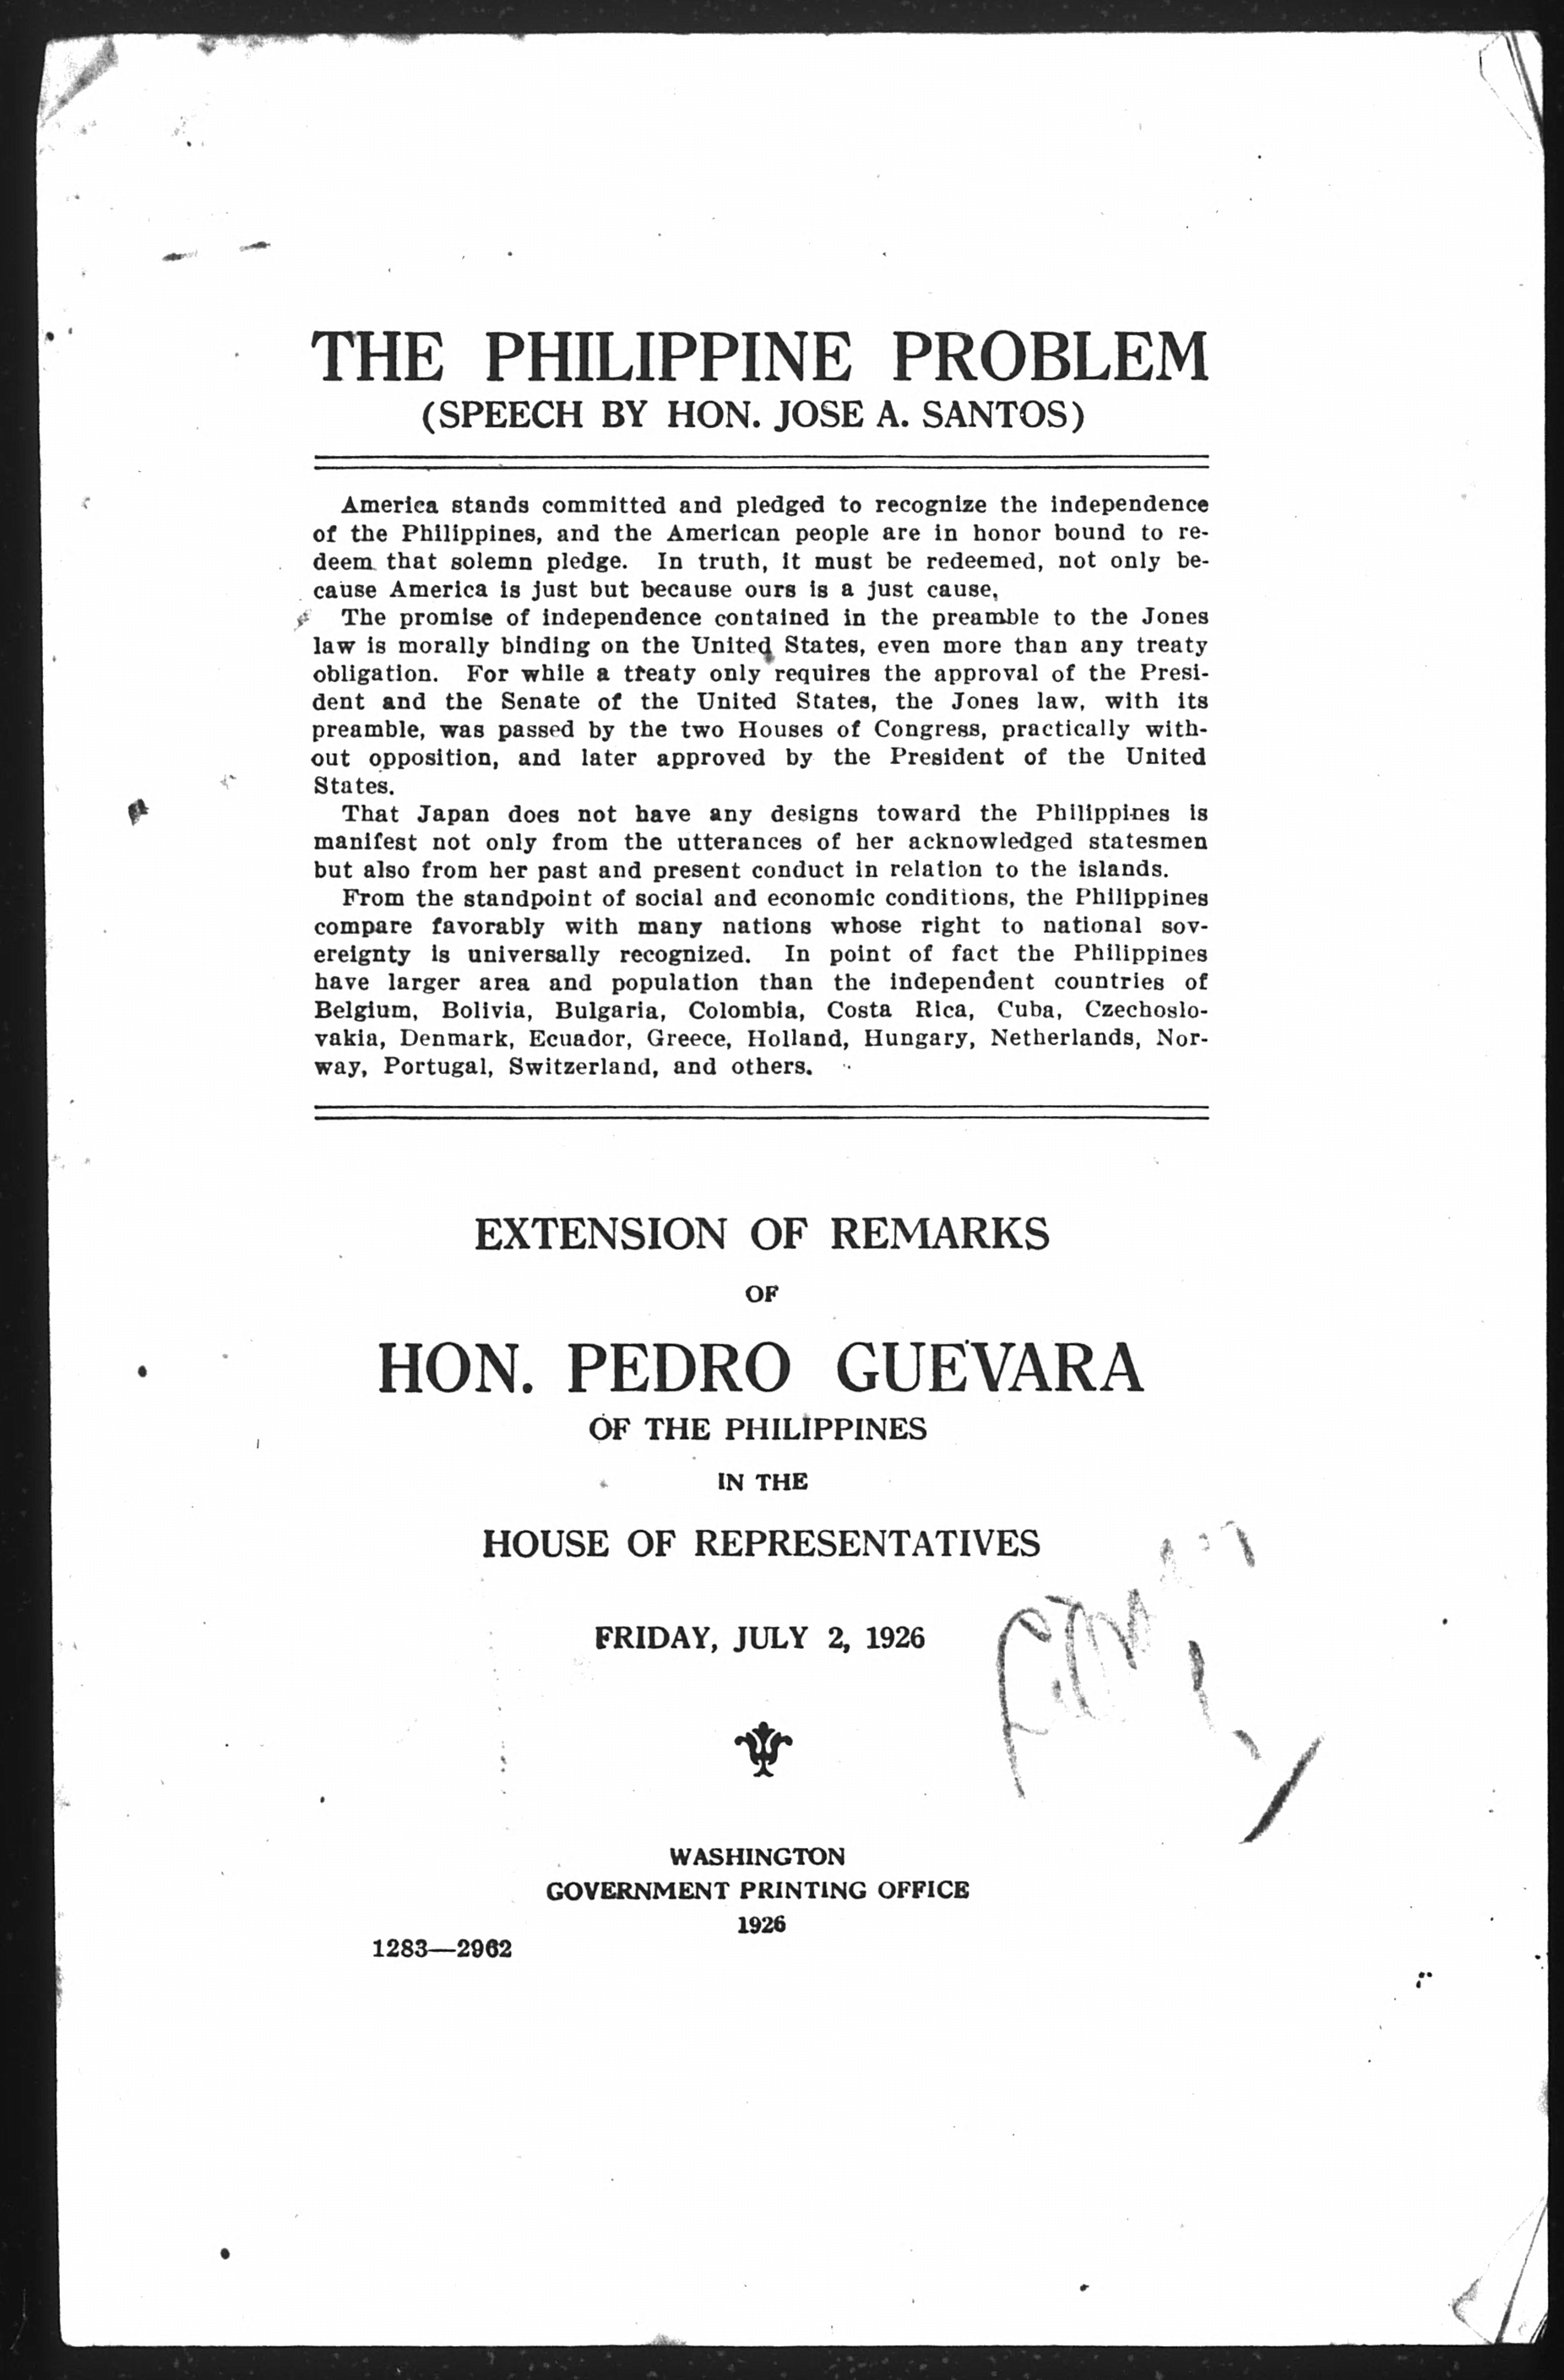 THE PHILIPPINE PROBLEM
(SPEECH BY HON. JOSE A. SANTOS)
America stands committed and pledged to recognize the independence
of the Philippines, and the American people are in honor bound to re-
deem that solemn pledge. In truth, it must be redeemed, not only be-
cause America is just but because ours is a just cause,
The promise of independence contained in the preamble to the Jones
law is morally binding on the United States, even more than any treaty
obligation. For while a treaty only requires the approval of the Presi-
dent and the Senate of the United States, the Jones law, with its
preamble, was passed by the two Houses of Congress, practically with-
out opposition, and later approved by the President of the United
States.
That Japan does not have any designs toward the Philippines is
manifest not only from the utterances of her acknowledged statesmen
but also from her past and present conduct in relation to the islands.
From the standpoint of social and economic conditions, the Philippines
compare favorably with many nations whose right to national sov-
ereignty is universally recognized. In point of fact the Philippines
have larger area and population than the independent countries of
Belgium, Bolivia, Bulgaria, Colombia, Costa Rica, Cuba, Czechoslo-
vakia, Denmark, Ecuador, Greece, Holland, Hungary, Netherlands, Nor-
way, Portugal, Switzerland, and others.
EXTENSION OF REMARKS
OF
HON. PEDRO GUEVARA
OF THE PHILIPPINES
IN THE
HOUSE OF REPRESENTATIVES
FRIDAY, JULY 2, 1926
WASHINGTON
GOVERNMENT PRINTING OFFICE
1926
1283—2962